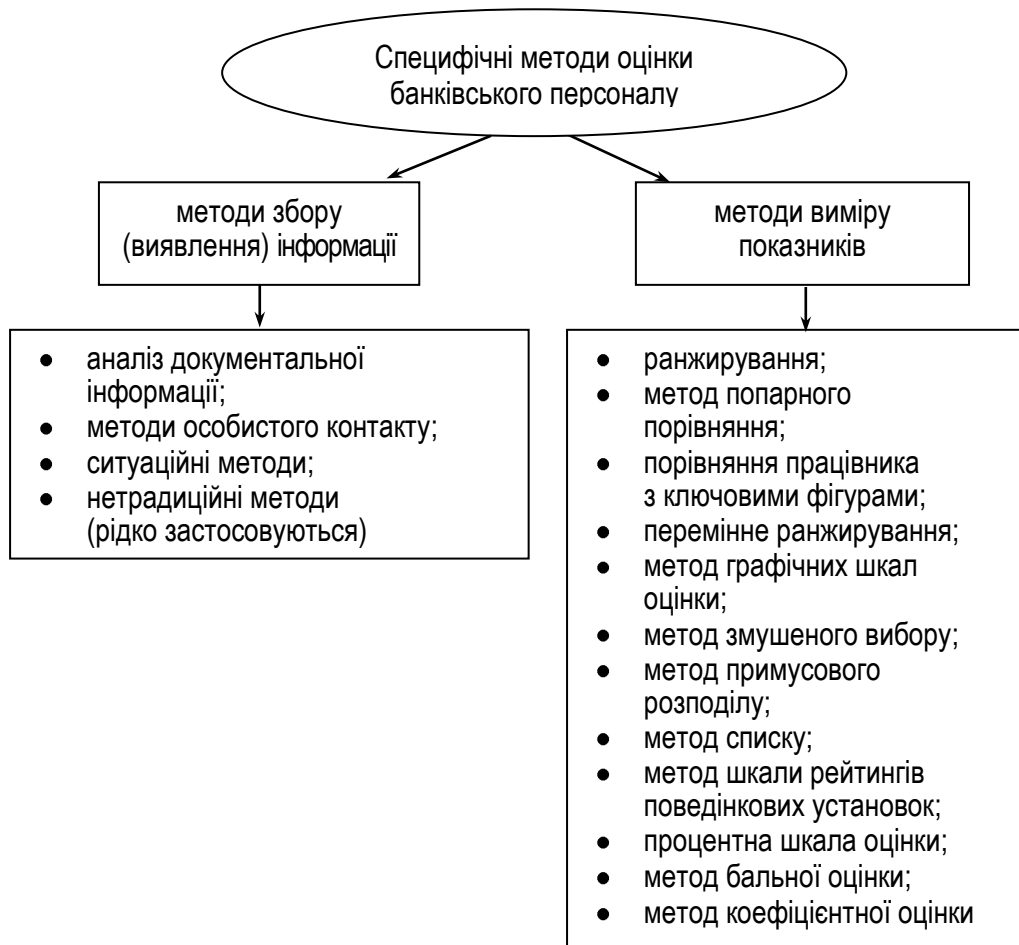 Специфічні методи оцінки
банківського персоналу
методи збору
(виявлення) інформації
методи виміру
показників
• аналіз документальної
інформації;
• методи особистого контакту;
• ситуаційні методи;
• нетрадиційні методи
(рідко застосовуються)
• ранжирування;
• метод попарного
порівняння;
• порівняння працівника
з ключовими фігурами;
• перемінне ранжирування;
• метод графічних шкал
оцінки;
• метод змушеного вибору;
• метод примусового
розподілу;
• метод списку;
• метод шкали рейтингів
поведінкових установок;
• процентна шкала оцінки;
• метод бальної оцінки;
• метод коефіцієнтної оцінки